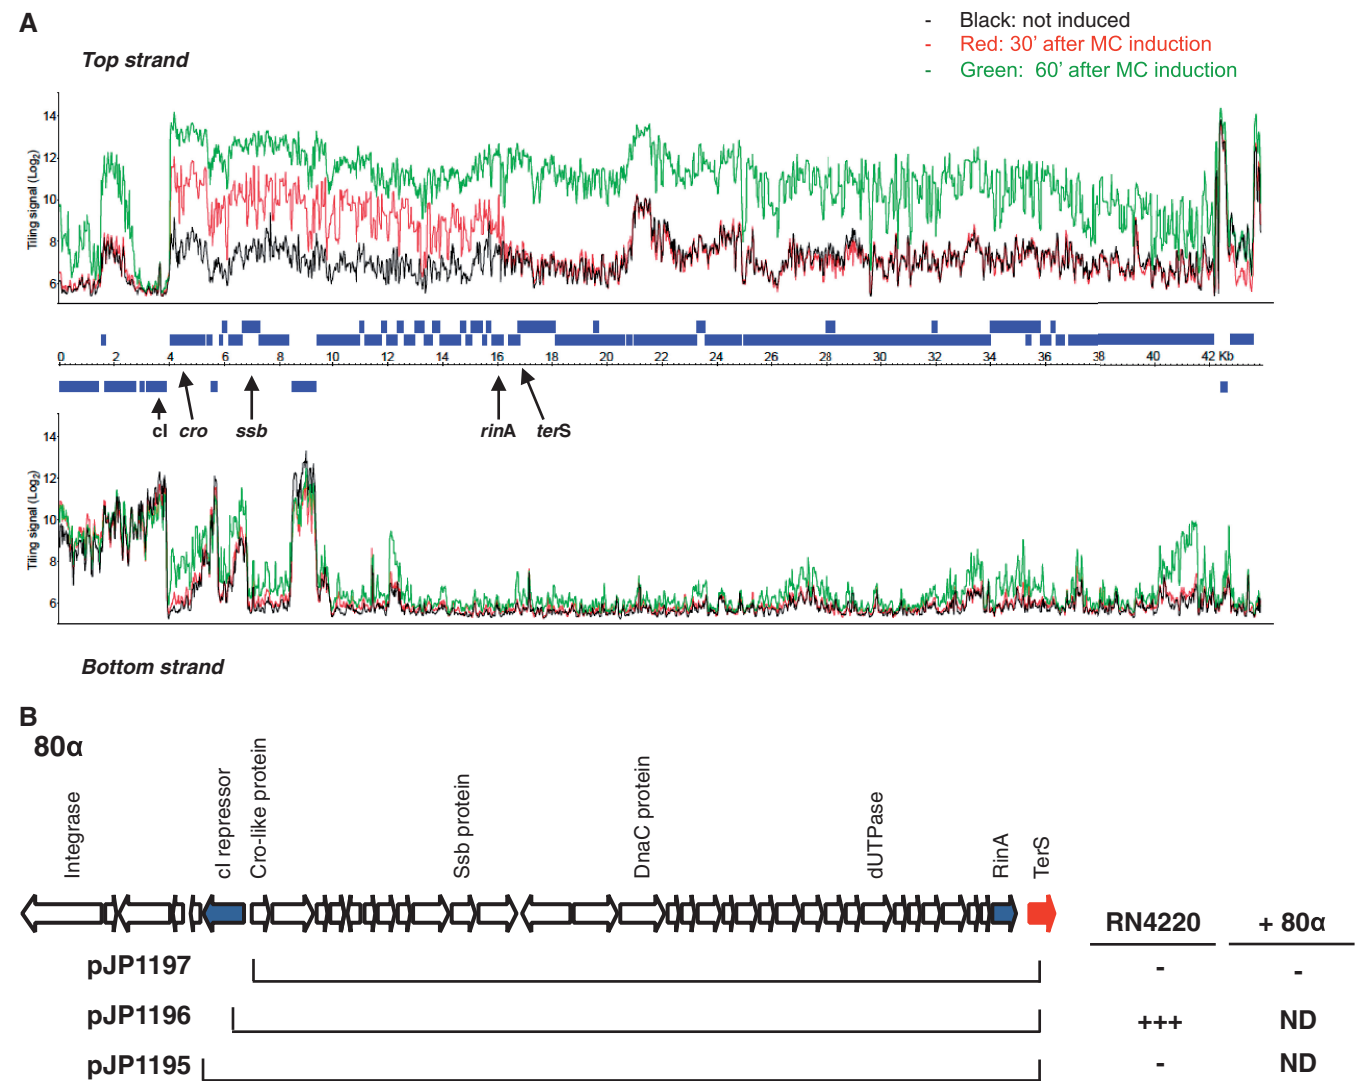 A
- Black: not induced
- Red: 30' after MC induction
- Green: 60' after MC induction
Top strand
Tiling signal (Log2)
14
12
10
8
6
0 2 4 6 8 10 12 14 16 18 20 22 24 26 28 30 32 34 36 38 40 42 Kb
cI cro ssb rinA terS
Tiling signal (Log2)
14
12
10
8
6
Bottom strand
B
80α
Integrase
cI repressor
Cro-like protein
Ssb protein
DnaC protein
dUTPase
RinA
TerS
RN4220 + 80α
pJP1197 - -
pJP1196 +++ ND
pJP1195 - ND